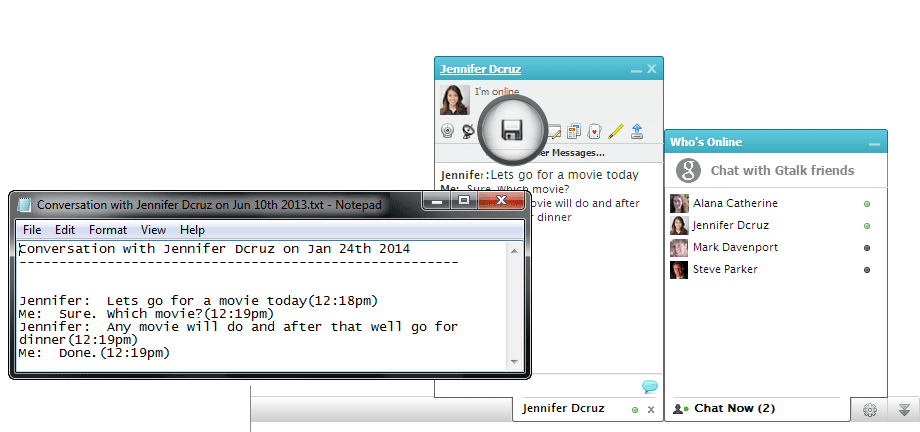 Jennifer Dcruz
I'm online
er Messages...
Jennifer:Lets go for a movie today
Me: Sure. Which movie?
movie will do and after
dinner
Who's Online
g Chat with Gtalk friends
Alana Catherine
Jennifer Dcruz
Mark Davenport
Steve Parker
Conversation with Jennifer Dcruz on Jun 10th 2013.txt - Notepad
File Edit Format View Help
Conversation with Jennifer Dcruz on Jan 24th 2014
-------------------------------------------------------
Jennifer: Lets go for a movie today(12:18pm)
Me: Sure. Which movie?(12:19pm)
Jennifer: Any movie will do and after that well go for
dinner(12:19pm)
Me: Done.(12:19pm)
Jennifer Dcruz
Chat Now (2)